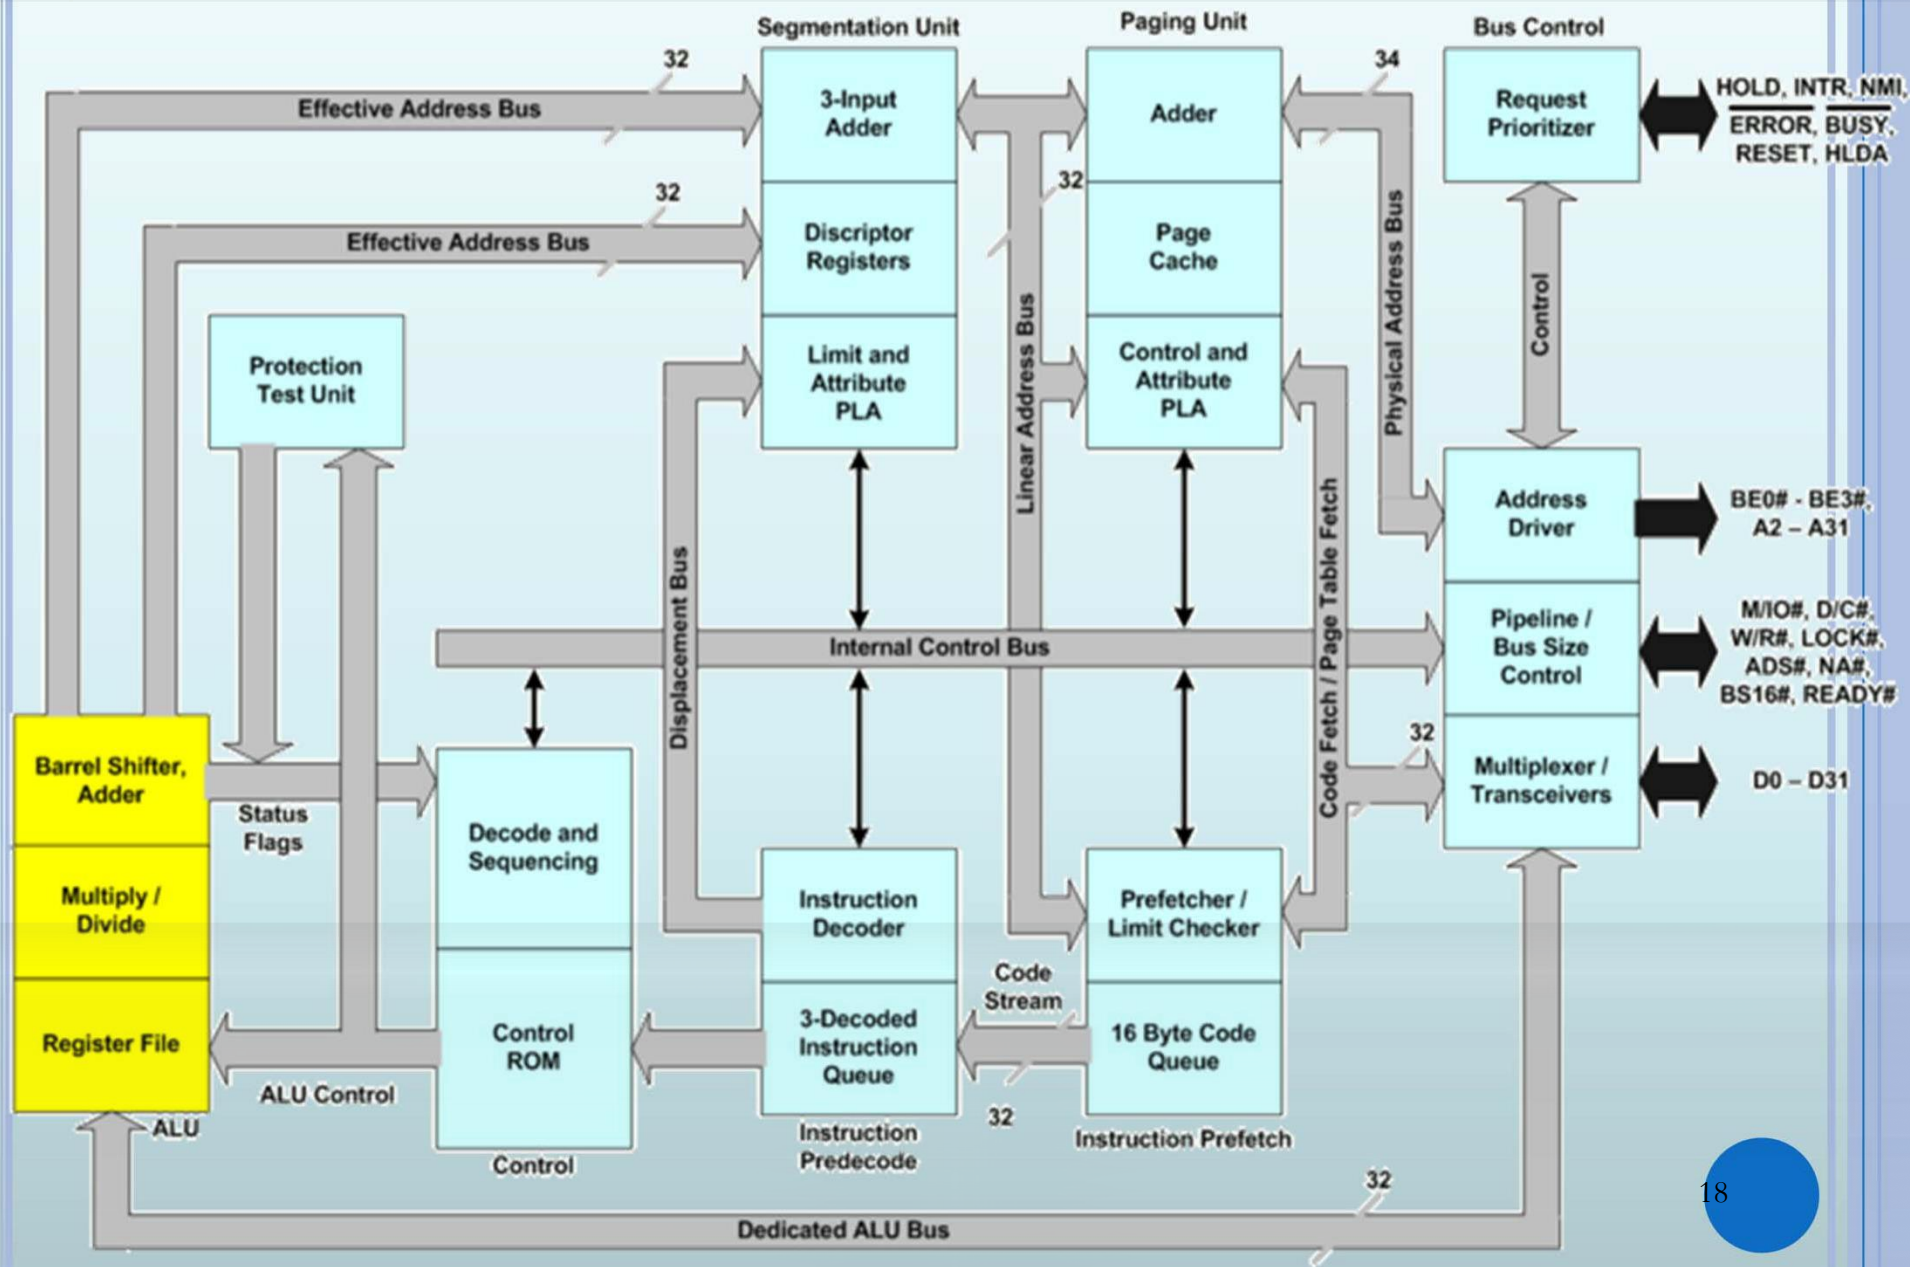 Segmentation Unit
Paging Unit
Bus Control
32
34
Effective Address Bus
3-Input
Adder
Adder
Request
Prioritizer
HOLD, INTR, NMI,
ERROR, BUSY,
RESET, HLDA
32
32
Effective Address Bus
Discriptor
Registers
Page
Cache
Physical Address Bus
Control
Protection
Test Unit
Limit and
Attribute
PLA
Linear Address Bus
Control and
Attribute
PLA
Address
Driver
BE0# - BE3#,
A2 – A31
Displacement Bus
Code Fetch / Page Table Fetch
Internal Control Bus
Pipeline /
Bus Size
Control
M/IO#, D/C#,
W/R#, LOCK#,
ADS#, NA#,
BS16#, READY#
32
Barrel Shifter,
Adder
Status
Flags
Multiplexer /
Transceivers
D0 – D31
Decode and
Sequencing
Multiply /
Divide
Instruction
Decoder
Prefetcher /
Limit Checker
Code
Stream
Register File
Control
ROM
3-Decoded
Instruction
Queue
16 Byte Code
Queue
ALU Control
32
ALU
Control
Instruction
Predecode
Instruction Prefetch
32
18
Dedicated ALU Bus